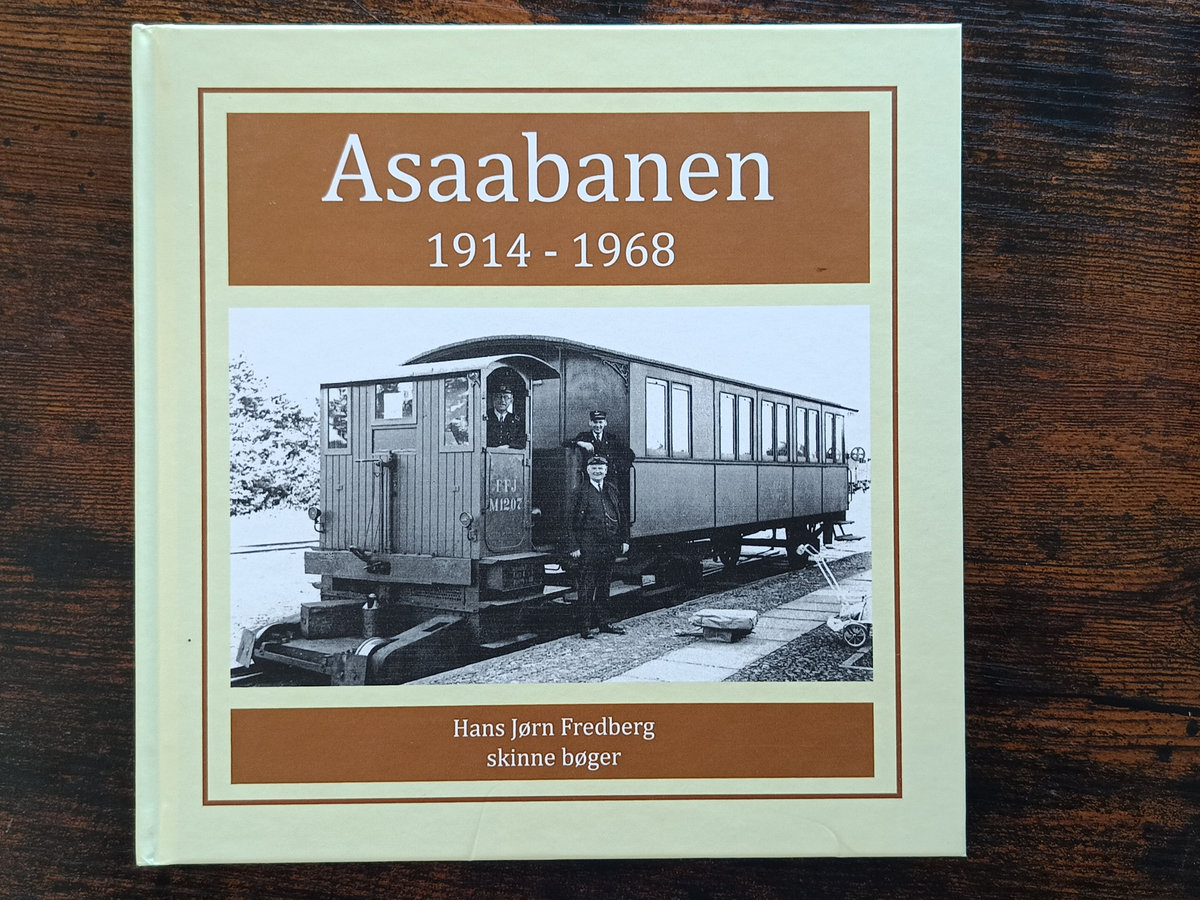 Asaabanen
1914 - 1968
FFJ
M1207
Hans Jørn Fredberg
skinne bøger